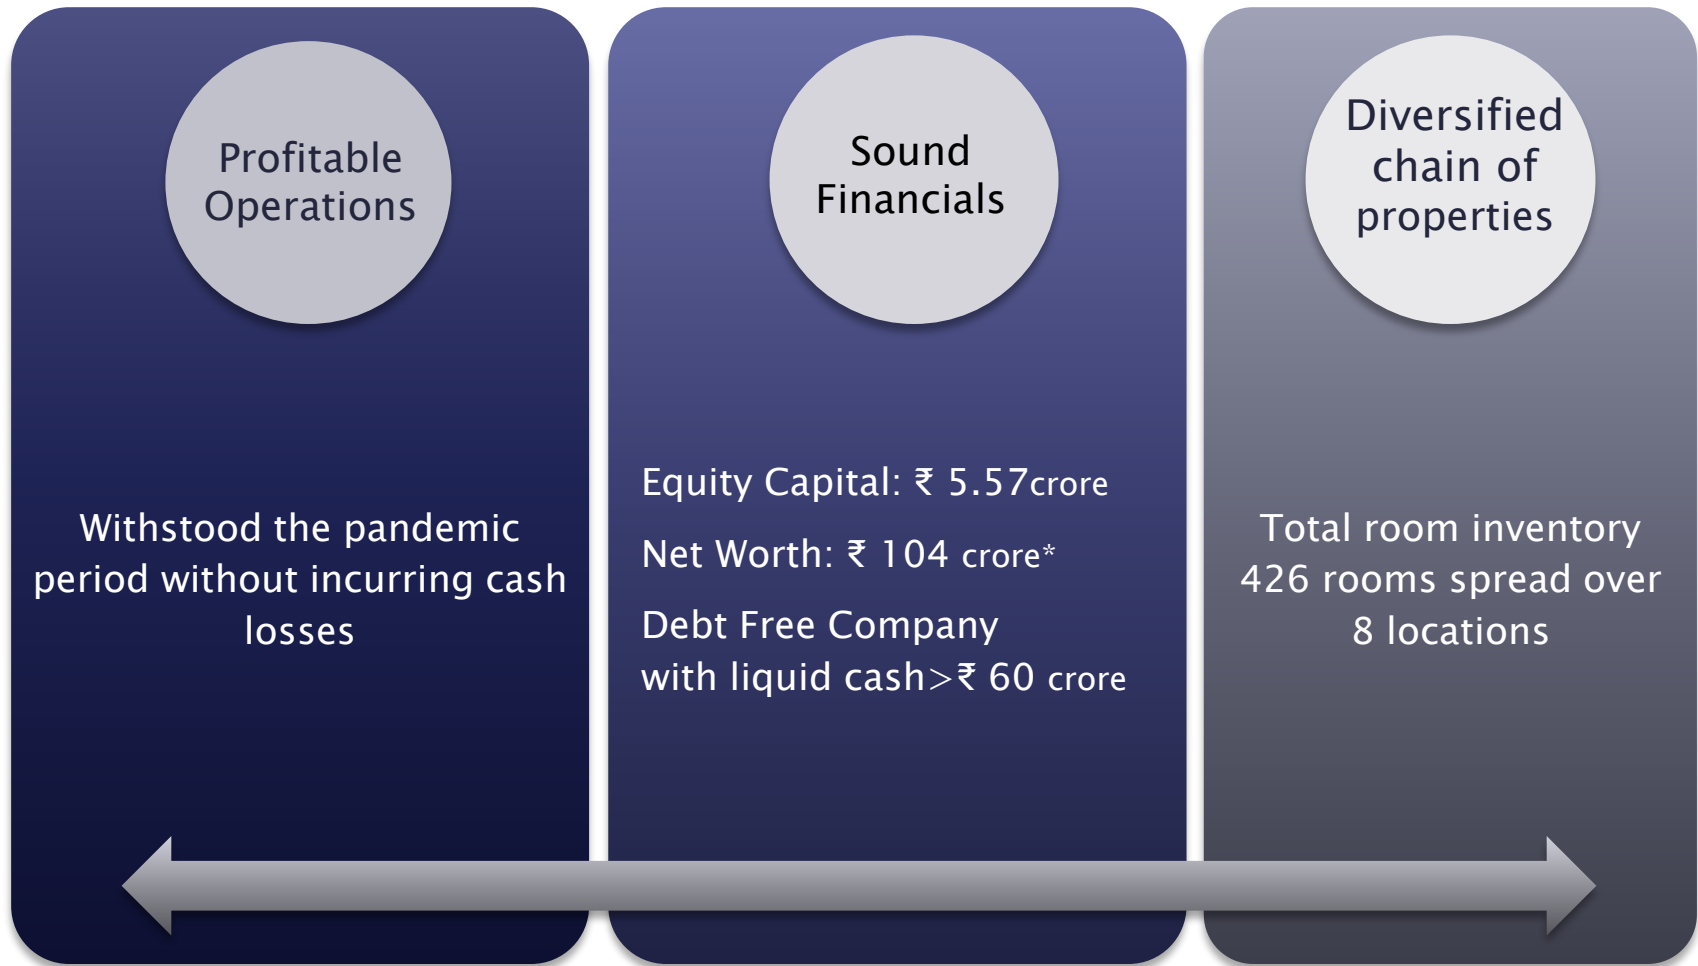 Profitable
Operations
Withstood the pandemic
period without incurring cash
losses
Sound
Financials
Equity Capital: ₹ 5.57crore
Net Worth: ₹ 104 crore*
Debt Free Company
with liquid cash>₹ 60 crore
Diversified
chain of
properties
Total room inventory
426 rooms spread over
8 locations